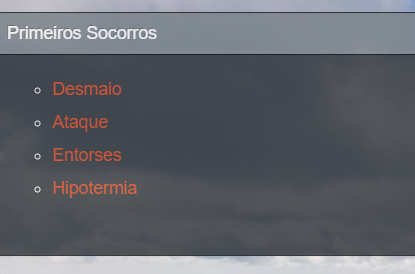 Primeiros Socorros
Desmaio
Ataque
Entorses
Hipotermia